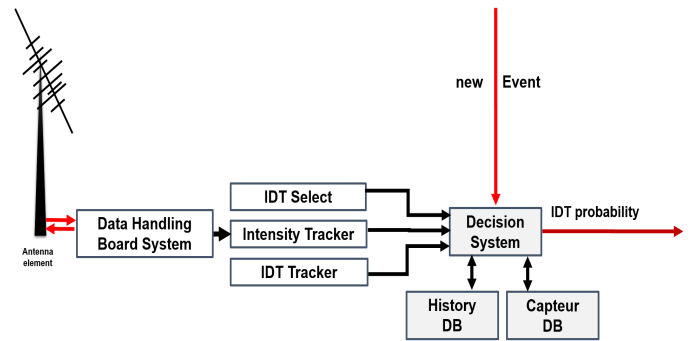 new Event
IDT Select
Data Handling
Board System
Intensity Tracker
IDT Tracker
Decision
System
IDT probability
Antenna
element
History
DB
Capteur
DB